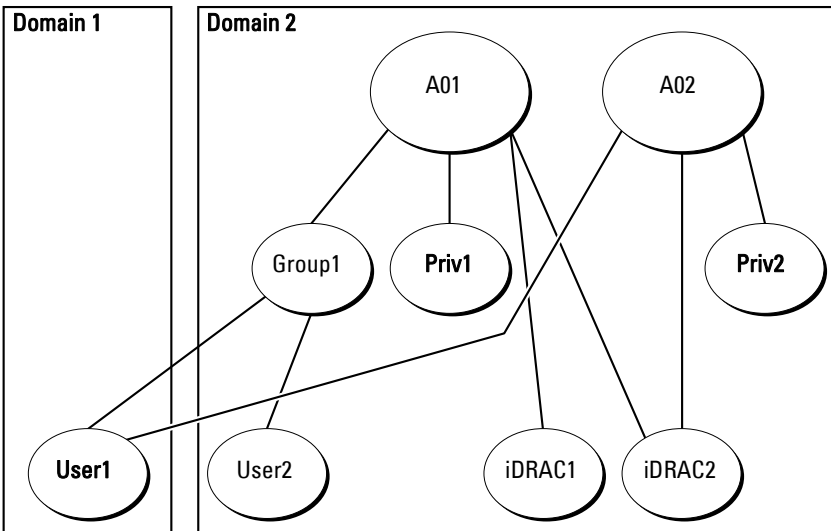 Domain 1
Domain 2
A01
A02
Group1
Priv1
Priv2
User1
User2
iDRAC1
iDRAC2